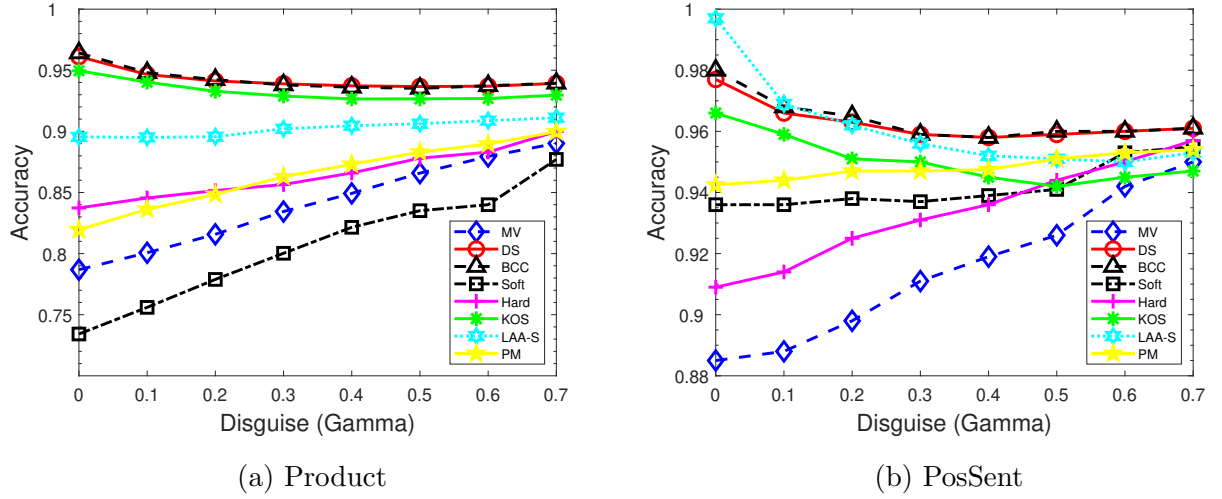 1
0.95
0.9
0.85
0.8
0.75
Accuracy
0 0.1 0.2 0.3 0.4 0.5 0.6 0.7
Disguise (Gamma)
MV
DS
BCC
Soft
Hard
KOS
LAA-S
PM
(a) Product
1
0.98
0.96
0.94
0.92
0.9
0.88
Accuracy
0 0.1 0.2 0.3 0.4 0.5 0.6 0.7
Disguise (Gamma)
MV
DS
BCC
Soft
Hard
KOS
LAA-S
PM
(b) PosSent